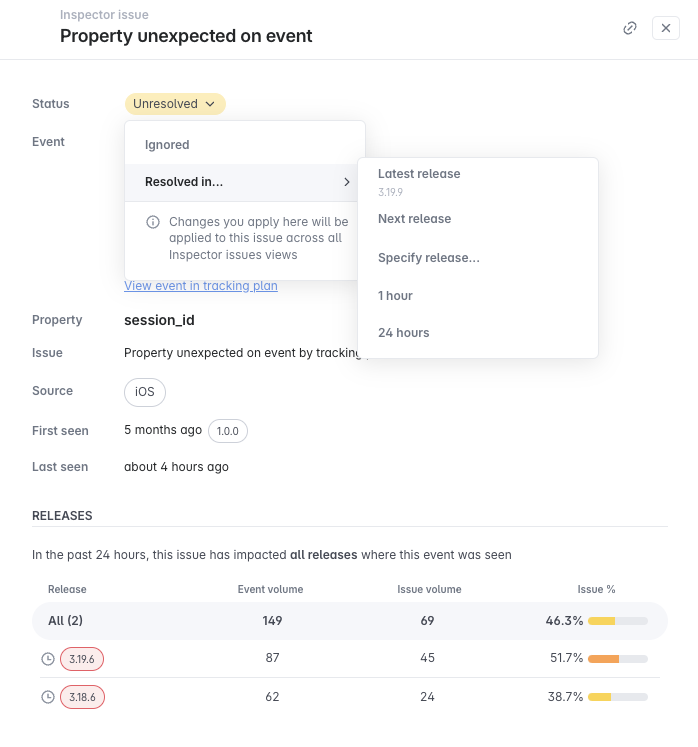 Inspector issue
Property unexpected on event
Status
Unresolved
Event
Ignored
Resolved in...
Changes you apply here will be
applied to this issue across all
Inspector issues views
Latest release
3.19.9
Next release
Specify release...
1 hour
24 hours
View event in tracking plan
Property session_id
Issue Property unexpected on event by tracking
Source iOS
First seen 5 months ago 1.0.0
Last seen about 4 hours ago
RELEASES
In the past 24 hours, this issue has impacted all releases where this event was seen
Release Event volume Issue volume Issue %
All (2) 149 69 46.3%
3.19.6 87 45 51.7%
3.18.6 62 24 38.7%